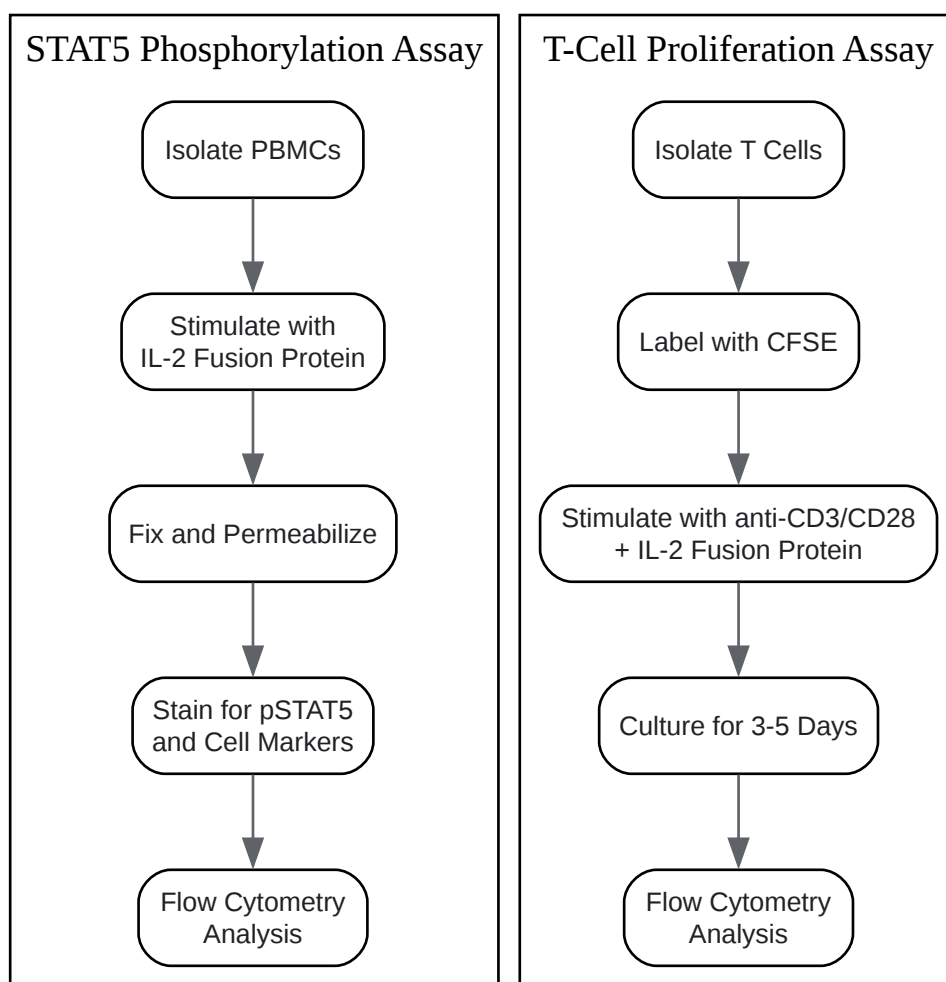 STAT5 Phosphorylation Assay
Isolate PBMCs
Stimulate with
IL-2 Fusion Protein
Fix and Permeabilize
Stain for pSTAT5
and Cell Markers
Flow Cytometry
Analysis
T-Cell Proliferation Assay
Isolate T Cells
Label with CFSE
Stimulate with anti-CD3/CD28
+ IL-2 Fusion Protein
Culture for 3-5 Days
Flow Cytometry
Analysis